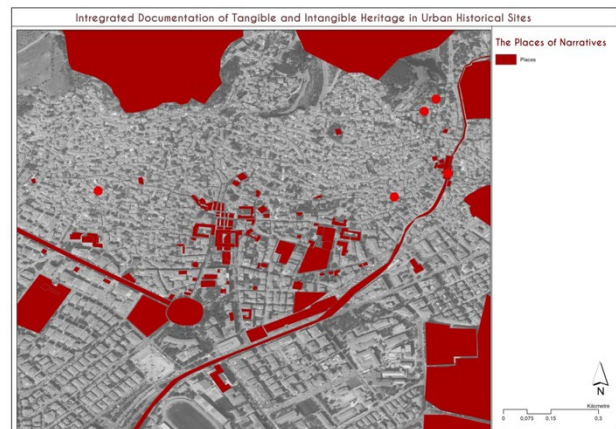 Intregrated Documentation of Tangible and Intangible Heritage in Urban Historical Sites
The Places of Narratives
Places
N
Kilometre
0 0,075 0,15 0,3